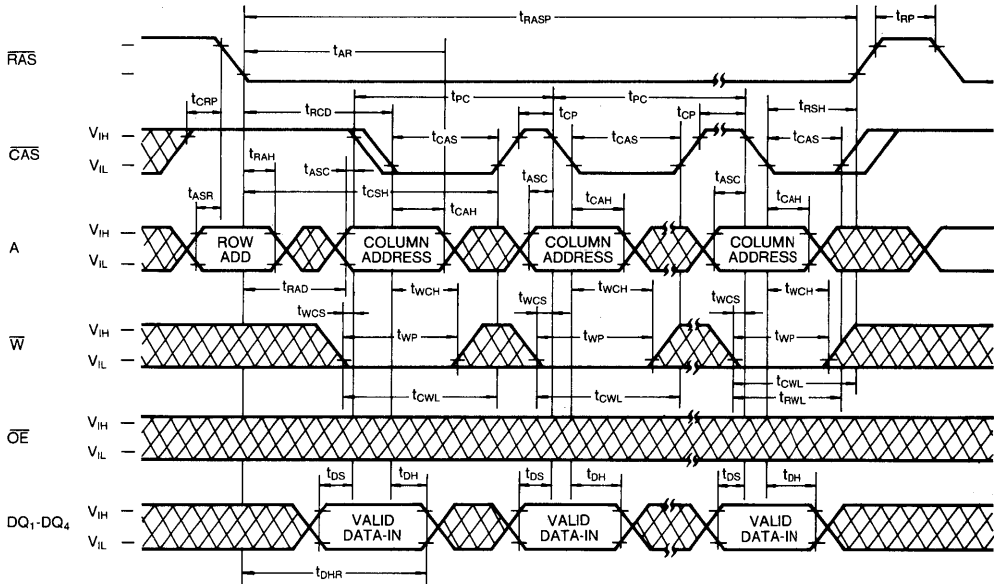 tRASP
tRP
RAS
tAR
tCRP
tRCD
tPC
tPC
tRSH
tCP
tCP
CAS
VIH
VIL
tCAS
tCAS
tCAS
tRAH
tASC
tCSH
tASC
tASC
tASR
tCAH
tCAH
tCAH
A
VIH
VIL
ROW
ADD
COLUMN
ADDRESS
COLUMN
ADDRESS
COLUMN
ADDRESS
tRAD
tWCH
tWCH
tWCH
tWCS
tWCS
tWCS
W
VIH
VIL
tWP
tWP
tWP
tCWL
tCWL
tCWL
tRWL
OE
VIH
VIL
tDS
tDH
tDS
tDH
tDS
tDH
DQ1-DQ4
VIH
VIL
VALID
DATA-IN
VALID
DATA-IN
VALID
DATA-IN
tDHR